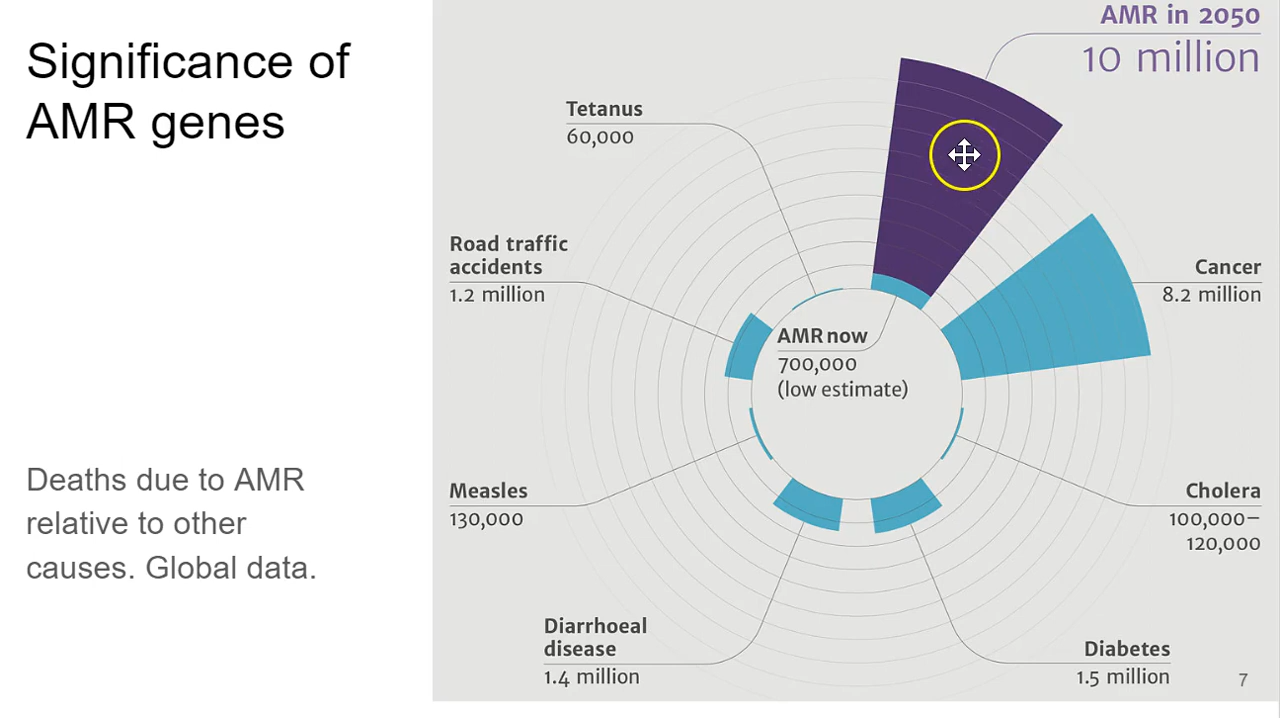 Significance of
AMR genes
Deaths due to AMR
relative to other
causes. Global data.
AMR in 2050
10 million
Tetanus
60,000
Road traffic
accidents
1.2 million
Cancer
8.2 million
AMR now
700,000
(low estimate)
Measles
130,000
Cholera
100,000–
120,000
Diarrhoeal
disease
1.4 million
Diabetes
1.5 million
7